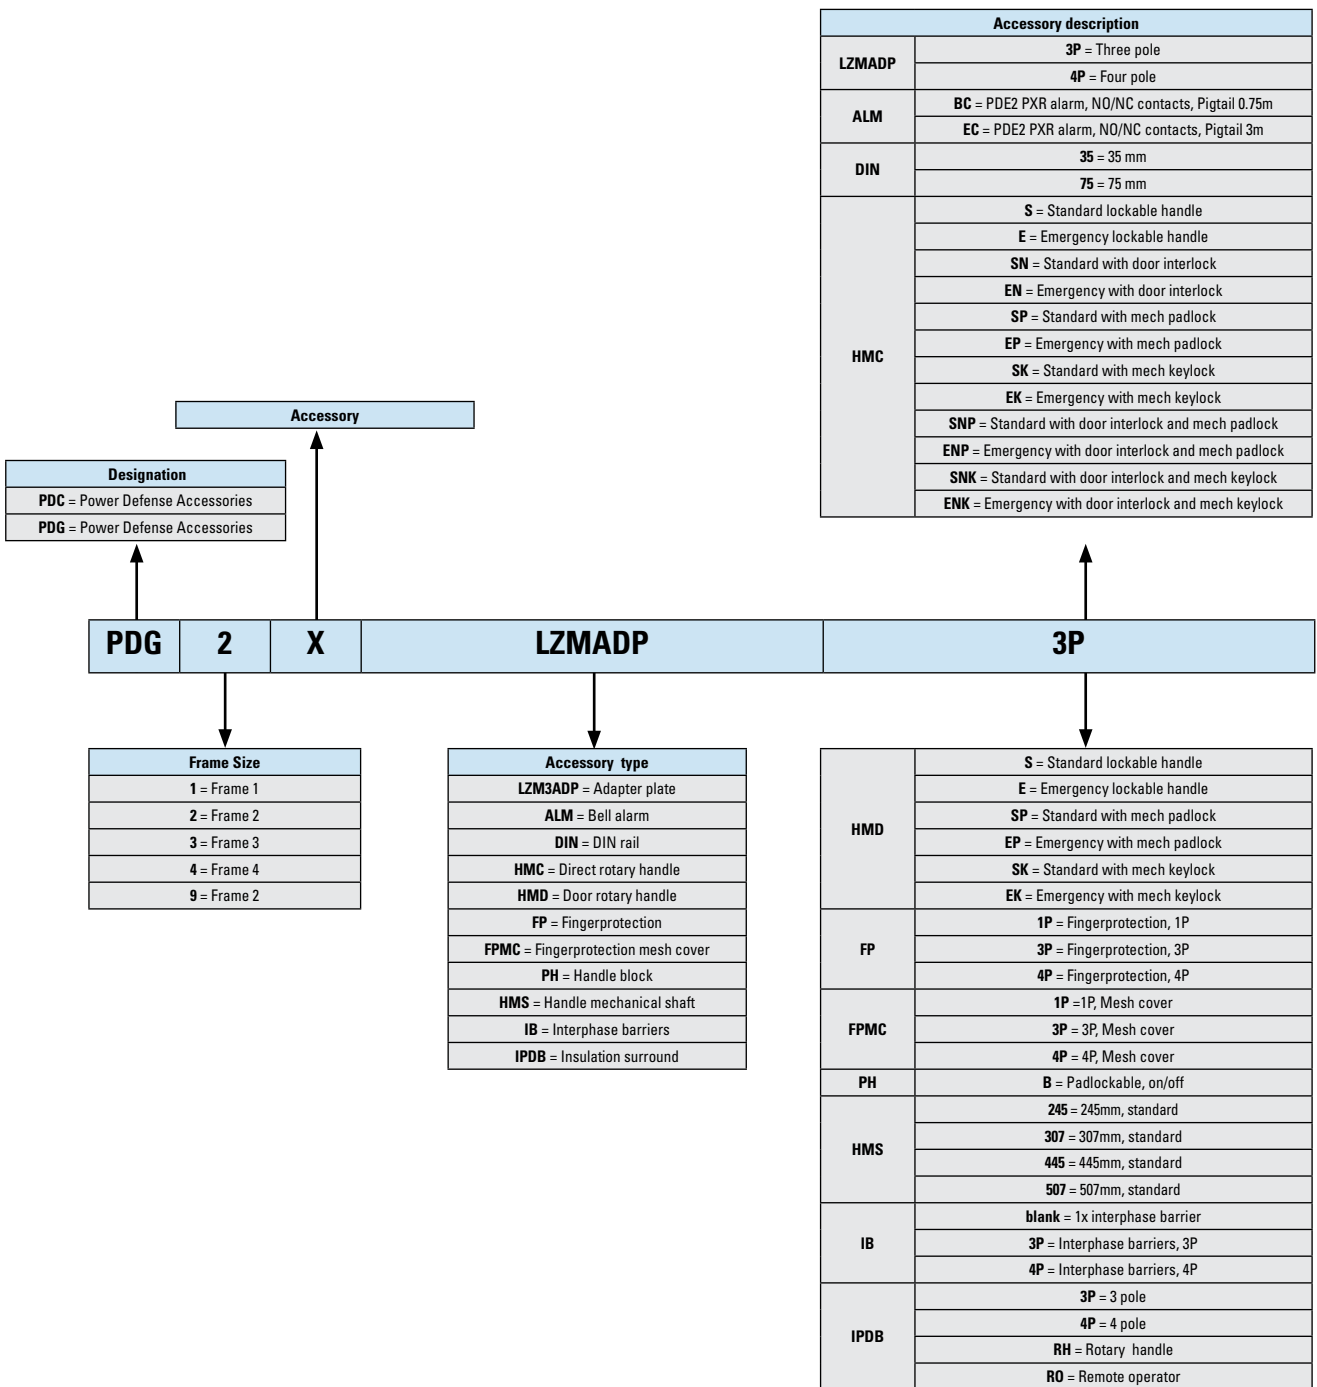 Accessory description
LZMADP
3P = Three pole
4P = Four pole
ALM
BC = PDE2 PXR alarm, NO/NC contacts, Pigtail 0.75m
EC = PDE2 PXR alarm, NO/NC contacts, Pigtail 3m
DIN
35 = 35 mm
75 = 75 mm
HMC
S = Standard lockable handle
E = Emergency lockable handle
SN = Standard with door interlock
EN = Emergency with door interlock
SP = Standard with mech padlock
EP = Emergency with mech padlock
SK = Standard with mech keylock
EK = Emergency with mech keylock
SNP = Standard with door interlock and mech padlock
ENP = Emergency with door interlock and mech padlock
SNK = Standard with door interlock and mech keylock
ENK = Emergency with door interlock and mech keylock
Accessory
Designation
PDC = Power Defense Accessories
PDG = Power Defense Accessories
PDG 2 X LZMADP 3P
Frame Size
1 = Frame 1
2 = Frame 2
3 = Frame 3
4 = Frame 4
9 = Frame 2
Accessory type
LZM3ADP = Adapter plate
ALM = Bell alarm
DIN = DIN rail
HMC = Direct rotary handle
HMD = Door rotary handle
FP = Fingerprotection
FPMC = Fingerprotection mesh cover
PH = Handle block
HMS = Handle mechanical shaft
IB = Interphase barriers
IPDB = Insulation surround
HMD
S = Standard lockable handle
E = Emergency lockable handle
SP = Standard with mech padlock
EP = Emergency with mech padlock
SK = Standard with mech keylock
EK = Emergency with mech keylock
FP
1P = Fingerprotection, 1P
3P = Fingerprotection, 3P
4P = Fingerprotection, 4P
FPMC
1P =1P, Mesh cover
3P = 3P, Mesh cover
4P = 4P, Mesh cover
PH
B = Padlockable, on/off
HMS
245 = 245mm, standard
307 = 307mm, standard
445 = 445mm, standard
507 = 507mm, standard
IB
blank = 1x interphase barrier
3P = Interphase barriers, 3P
4P = Interphase barriers, 4P
IPDB
3P = 3 pole
4P = 4 pole
RH = Rotary handle
RO = Remote operator